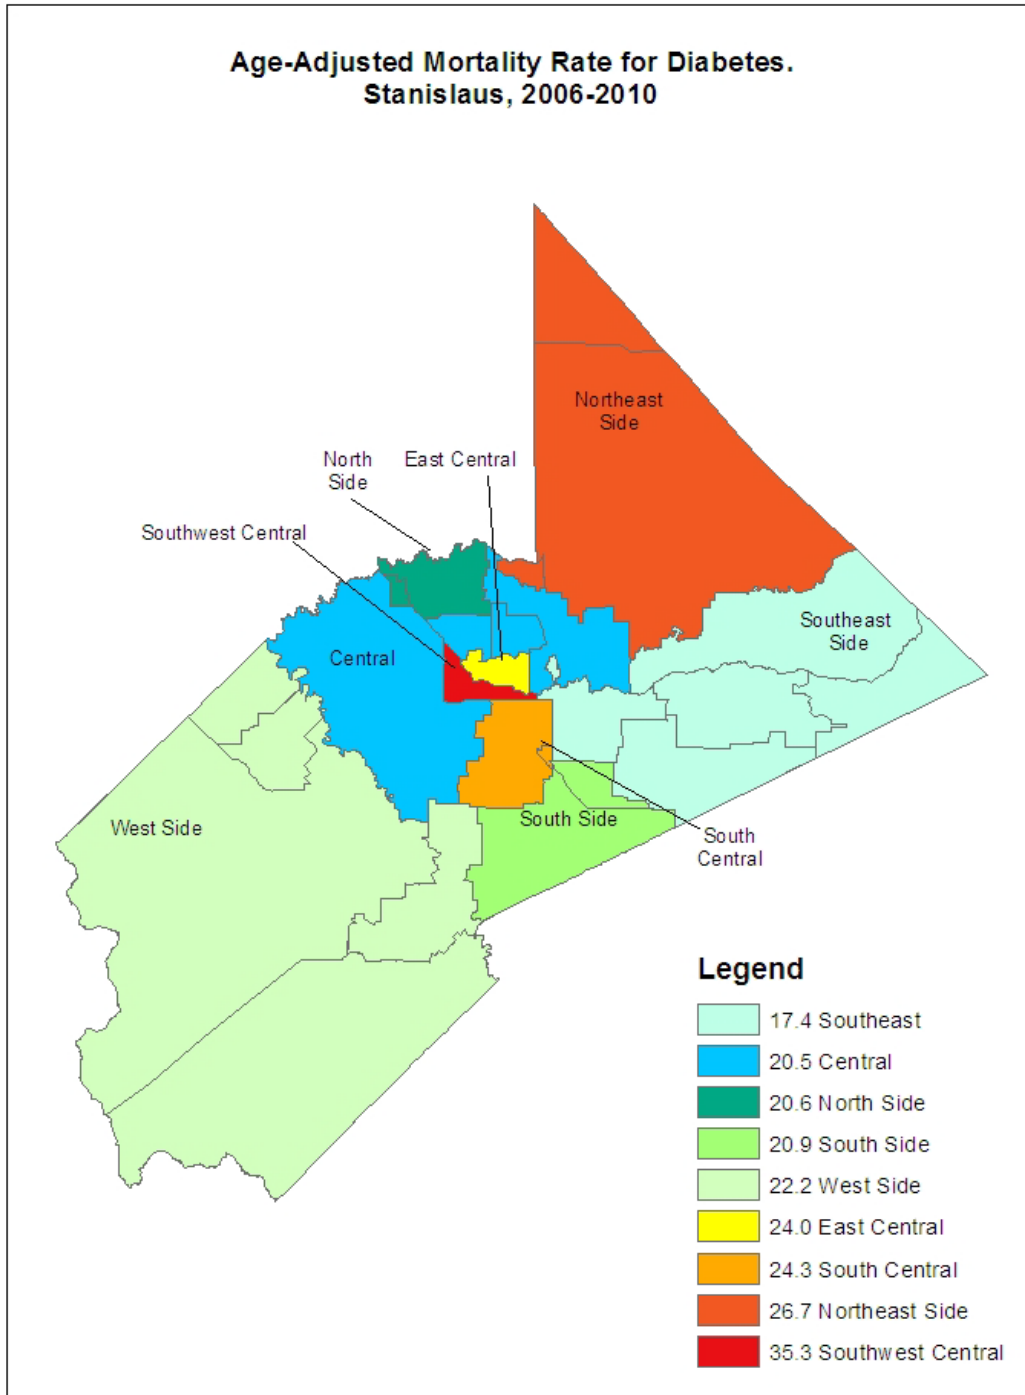 Age-Adjusted Mortality Rate for Diabetes.
Stanislaus, 2006-2010
Northeast
Side
North
Side
East Central
Southwest Central
Southeast
Side
Central
West Side
South Side
South
Central
Legend
17.4 Southeast
20.5 Central
20.6 North Side
20.9 South Side
22.2 West Side
24.0 East Central
24.3 South Central
26.7 Northeast Side
35.3 Southwest Central